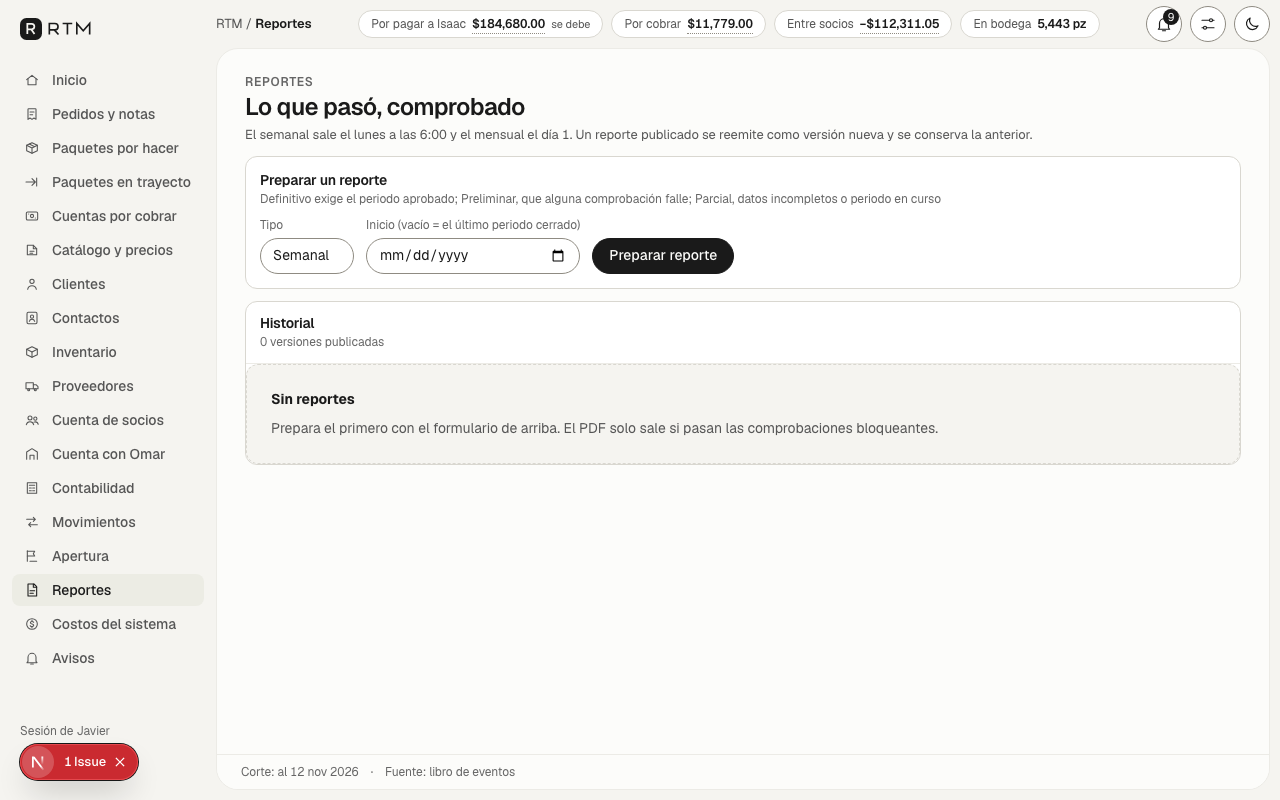 R RTM
RTM / Reportes
Por pagar a Isaac $184,680.00 se debe
Por cobrar $11,779.00
Entre socios −$112,311.05
En bodega 5,443 pz
9
Inicio
Pedidos y notas
Paquetes por hacer
Paquetes en trayecto
Cuentas por cobrar
Catálogo y precios
Clientes
Contactos
Inventario
Proveedores
Cuenta de socios
Cuenta con Omar
Contabilidad
Movimientos
Apertura
Reportes
Costos del sistema
Avisos
Sesión de Javier
N 1 Issue
REPORTES
Lo que pasó, comprobado
El semanal sale el lunes a las 6:00 y el mensual el día 1. Un reporte publicado se reemite como versión nueva y se conserva la anterior.
Preparar un reporte
Definitivo exige el periodo aprobado; Preliminar, que alguna comprobación falle; Parcial, datos incompletos o periodo en curso
Tipo
Inicio (vacío = el último periodo cerrado)
Semanal
mm/dd/yyyy
Preparar reporte
Historial
0 versiones publicadas
Sin reportes
Prepara el primero con el formulario de arriba. El PDF solo sale si pasan las comprobaciones bloqueantes.
Corte: al 12 nov 2026 · Fuente: libro de eventos